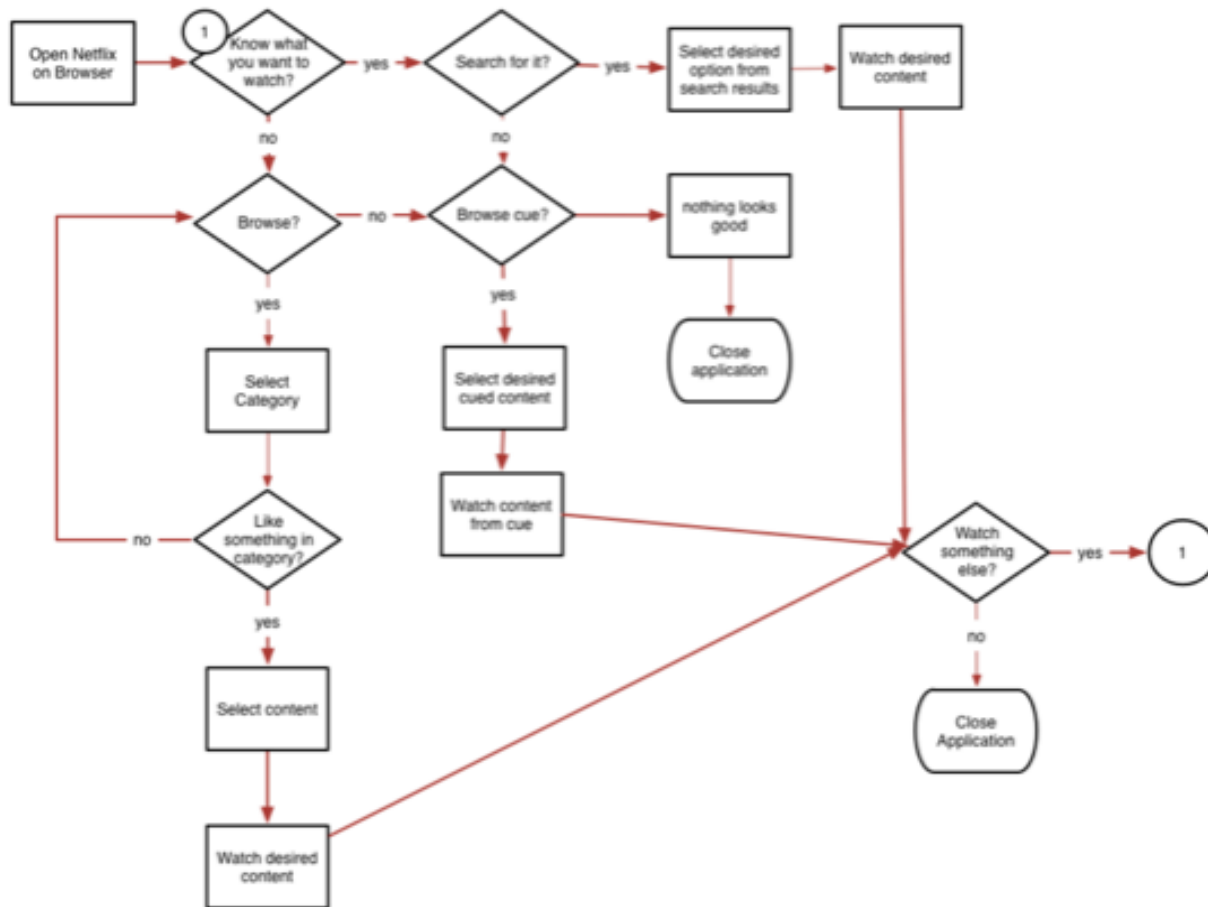 1
Open Netflix
on Browser
Know what
you want to
watch?
yes
Search for it?
yes
Select desired
option from
search results
Watch desired
content
no
no
Browse?
no
Browse cue?
nothing looks
good
yes
yes
Select
Category
Select desired
cued content
Close
application
Like
something in
category?
no
Watch content
from cue
Watch
something
else?
yes
1
yes
no
Select content
Close
Application
Watch desired
content